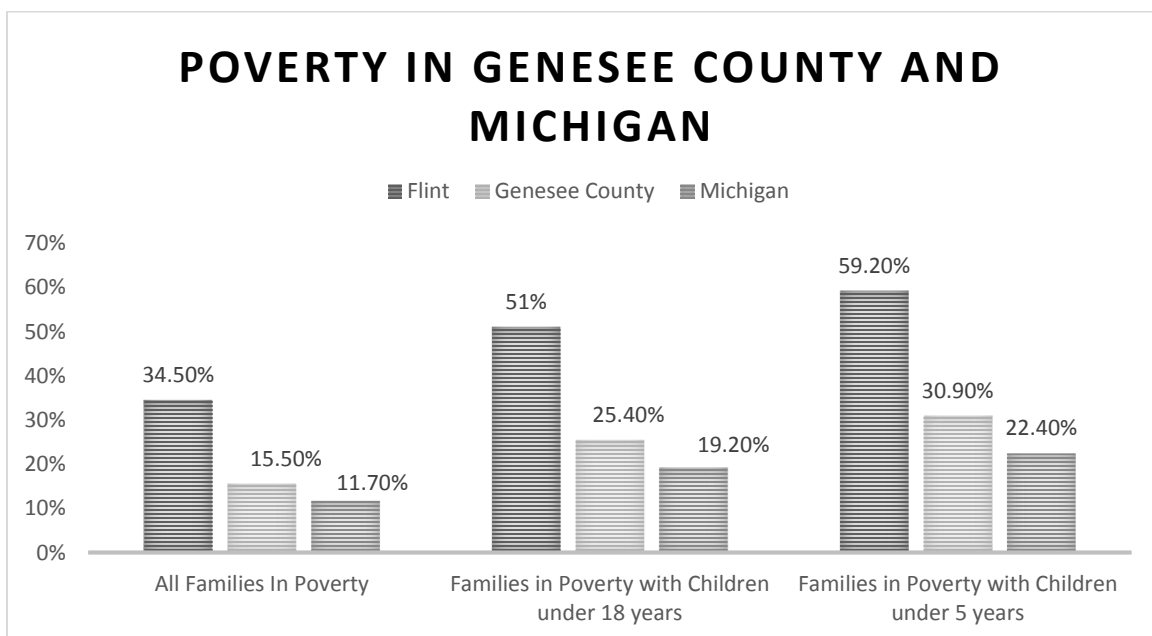 POVERTY IN GENESEE COUNTY AND
MICHIGAN
Flint Genesee County Michigan
70%
60%
50%
40%
30%
20%
10%
0%
34.50%
15.50%
11.70%
51%
25.40%
19.20%
59.20%
30.90%
22.40%
All Families In Poverty
Families in Poverty with Children
under 18 years
Families in Poverty with Children
under 5 years